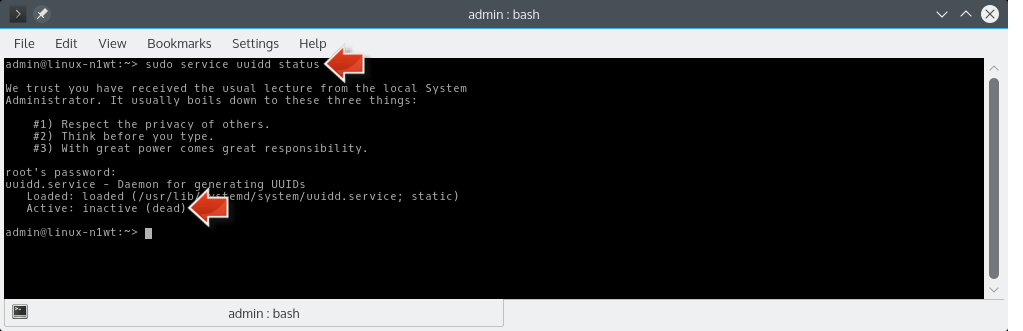 admin : bash
File Edit View Bookmarks Settings Help
admin@linux-n1wt:~> sudo service uuidd status
We trust you have received the usual lecture from the local System
Administrator. It usually boils down to these three things:
#1) Respect the privacy of others.
#2) Think before you type.
#3) With great power comes great responsibility.
root's password:
uuidd.service - Daemon for generating UUIDs
Loaded: loaded (/usr/lib/systemd/system/uuidd.service; static)
Active: inactive (dead)
admin@linux-n1wt:~>
admin : bash